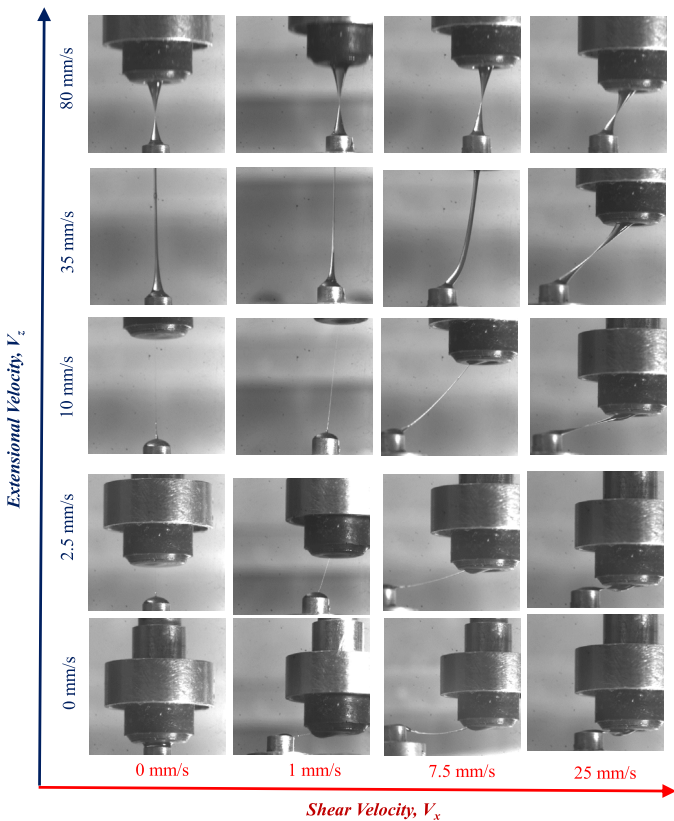 80 mm/s
35 mm/s
10 mm/s
2.5 mm/s
0 mm/s
Extensional Velocity, Vz
0 mm/s
1 mm/s
7.5 mm/s
25 mm/s
Shear Velocity, Vx